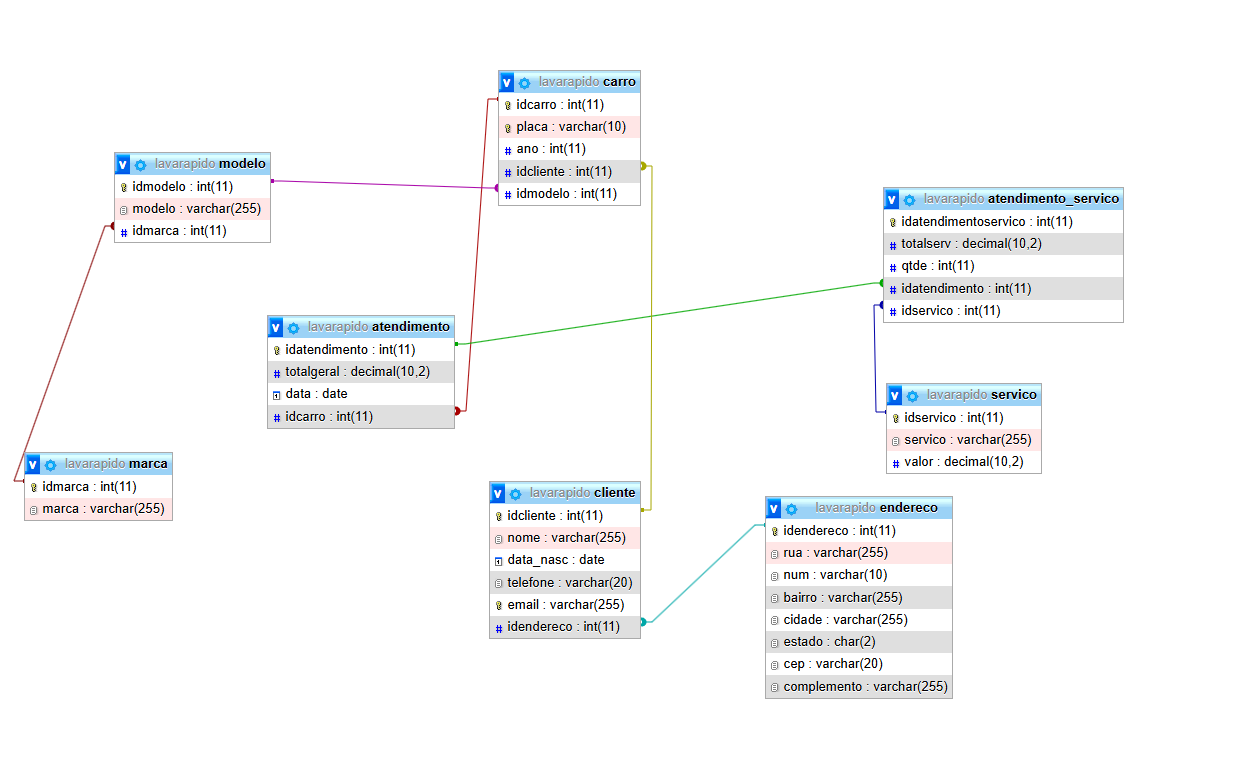 lavarapido carro
idcarro : int(11)
placa : varchar(10)
ano : int(11)
idcliente : int(11)
idmodelo : int(11)
lavarapido modelo
idmodelo : int(11)
modelo : varchar(255)
idmarca : int(11)
lavarapido atendimento_servico
idatendimentoservico : int(11)
totalserv : decimal(10,2)
qtde : int(11)
idatendimento : int(11)
idservico : int(11)
lavarapido atendimento
idatendimento : int(11)
totalgeral : decimal(10,2)
data : date
idcarro : int(11)
lavarapido servico
idservico : int(11)
servico : varchar(255)
valor : decimal(10,2)
lavarapido marca
idmarca : int(11)
marca : varchar(255)
lavarapido cliente
idcliente : int(11)
nome : varchar(255)
data_nasc : date
telefone : varchar(20)
email : varchar(255)
idendereco : int(11)
lavarapido endereco
idendereco : int(11)
rua : varchar(255)
num : varchar(10)
bairro : varchar(255)
cidade : varchar(255)
estado : char(2)
cep : varchar(20)
complemento : varchar(255)